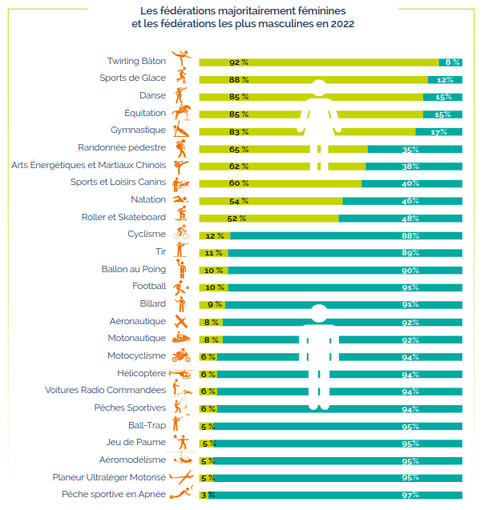 Les fédérations majoritairement féminines
et les fédérations les plus masculines en 2022
Twirling Bâton 92 % 8 %
Sports de Glace 88 % 12%
Danse 85 % 15%
Équitation 85 % 15%
Gymnastique 83 % 17%
Randonnée pédestre 65 % 35%
Arts Énergétiques et Martiaux Chinois 62 % 38%
Sports et Loisirs Canins 60 % 40%
Natation 54 % 46%
Roller et Skateboard 52 % 48%
Cyclisme 12 % 88%
Tir 11 % 89%
Ballon au Poing 10 % 90%
Football 10 % 91%
Billard 9 % 91%
Aéronautique 8 % 92%
Motonautique 8 % 92%
Motocyclisme 6 % 94%
Hélicoptère 6 % 94%
Voitures Radio Commandées 6 % 94%
Pêches Sportives 6 % 94%
Ball-Trap 5 % 95%
Jeu de Paume 5 % 95%
Aéromodélisme 5 % 95%
Planeur Ultraléger Motorisé 5 % 95%
Pêche sportive en Apnée 3 % 97%